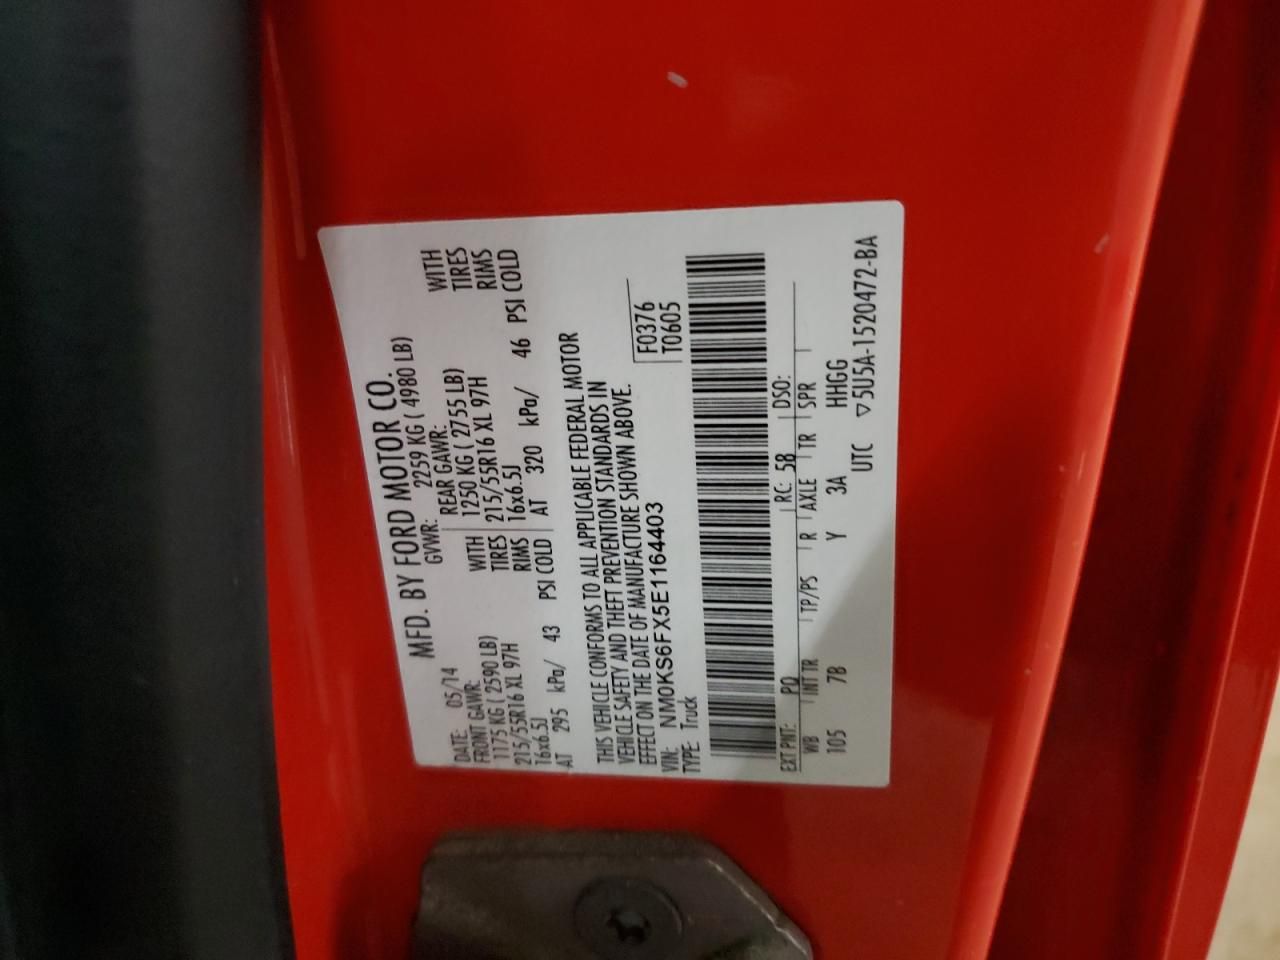 MFD. BY FORD MOTOR CO.
DATE: 05/14 GVWR: 2259 KG ( 4980 LB)
FRONT GAWR: REAR GAWR:
1175 KG ( 2590 LB) WITH 1250 KG ( 2755 LB) WITH
215/55R16 XL 97H TIRES 215/55R16 XL 97H TIRES
16x6.5J RIMS 16x6.5J RIMS
AT 295 kPa/ 43 PSI COLD AT 320 kPa/ 46 PSI COLD
THIS VEHICLE CONFORMS TO ALL APPLICABLE FEDERAL MOTOR
VEHICLE SAFETY AND THEFT PREVENTION STANDARDS IN
EFFECT ON THE DATE OF MANUFACTURE SHOWN ABOVE.
VIN: NM0KS6FX5E1164403 F0376
TYPE: Truck T0605
EXT PNT: PQ RC: 58 DSO:
WB INT TR TP/PS R AXLE TR SPR
105 7B Y 3A HHGG
UTC ▽5U5A-1520472-BA